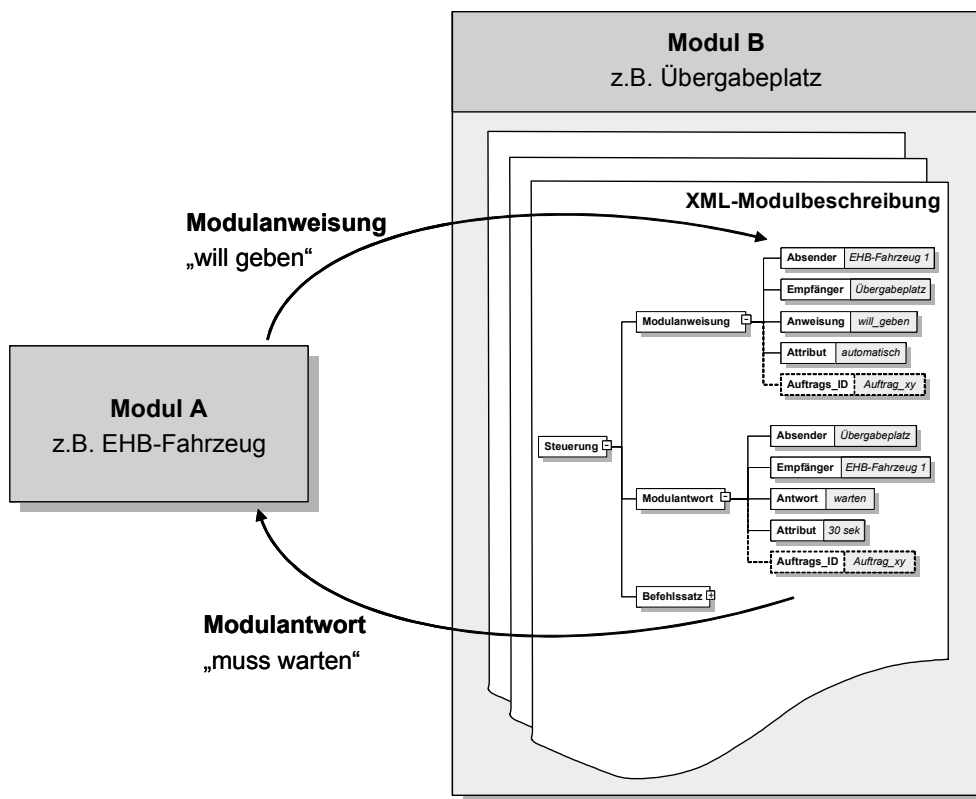 Modul B
z.B. Übergabeplatz
XML-Modulbeschreibung
Modulanweisung
„will geben“
Absender EHB-Fahrzeug 1
Empfänger Übergabeplatz
Modulanweisung
Anweisung will_geben
Attribut automatisch
Auftrags_ID Auftrag_xy
Modul A
z.B. EHB-Fahrzeug
Steuerung
Absender Übergabeplatz
Empfänger EHB-Fahrzeug 1
Modulantwort
Antwort warten
Attribut 30 sek
Auftrags_ID Auftrag_xy
Befehlssatz
Modulantwort
„muss warten“